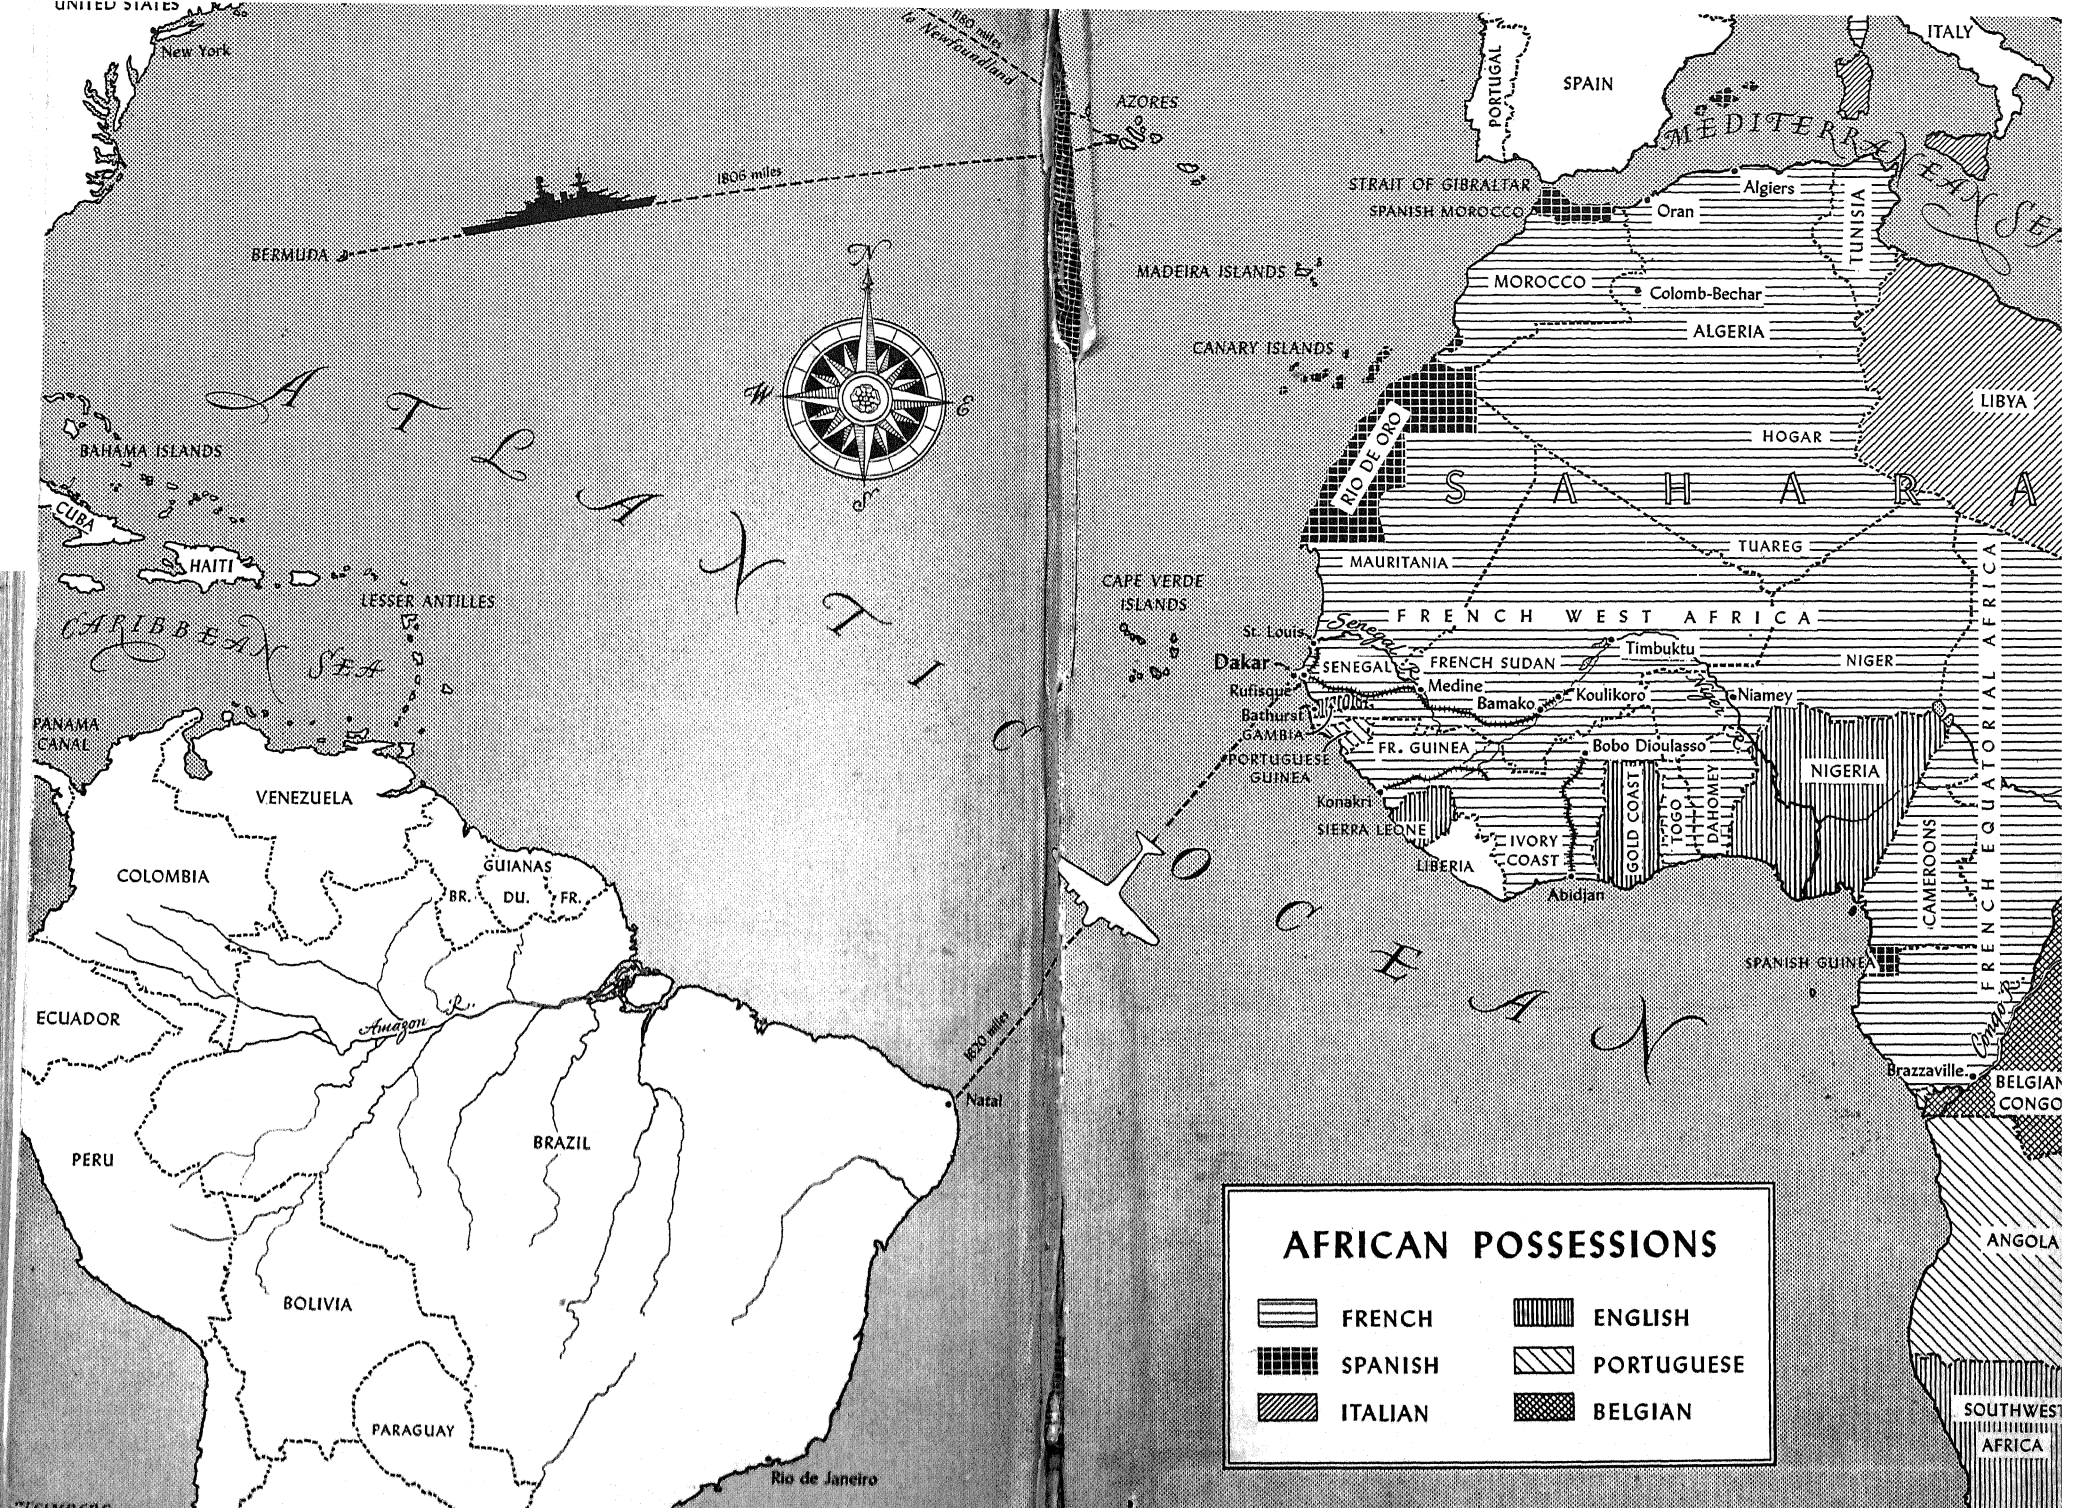 UNITED STATES
New York
1180 miles
to Newfoundland
AZORES
PORTUGAL
SPAIN
ITALY
MEDITERRANEAN SEA
1806 miles
BERMUDA
STRAIT OF GIBRALTAR
SPANISH MOROCCO
Algiers
Oran
TUNISIA
N
W
E
S
MADEIRA ISLANDS
MOROCCO
Colomb-Bechar
ALGERIA
CANARY ISLANDS
LIBYA
RIO DE ORO
HOGAR
SAHARA
ATLANTIC
OCEAN
BAHAMA ISLANDS
CUBA
HAITI
LESSER ANTILLES
CARIBBEAN SEA
PANAMA
CANAL
CAPE VERDE
ISLANDS
MAURITANIA
TUAREG
FRENCH WEST AFRICA
FRENCH EQUATORIAL AFRICA
St. Louis
Senegal R.
Dakar
SENEGAL
FRENCH SUDAN
Timbuktu
NIGER
Rufisque
Medine
Bamako
Koulikoro
Niger
Niamey
Bathurst
GAMBIA
PORTUGUESE
GUINEA
FR. GUINEA
Bobo Dioulasso
NIGERIA
Konakri
SIERRA LEONE
LIBERIA
IVORY
COAST
GOLD COAST
TOGO
DAHOMEY
Abidjan
CAMEROONS
SPANISH GUINEA
Congo R.
Brazzaville
BELGIAN
CONGO
ANGOLA
SOUTHWEST
AFRICA
VENEZUELA
COLOMBIA
GUIANAS
BR.
DU.
FR.
ECUADOR
Amazon R.
1620 miles
Natal
PERU
BRAZIL
BOLIVIA
PARAGUAY
Rio de Janeiro
AFRICAN POSSESSIONS
FRENCH
ENGLISH
SPANISH
PORTUGUESE
ITALIAN
BELGIAN